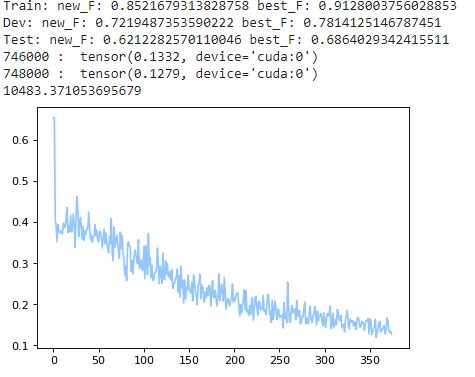 Train: new_F: 0.8521679313828758 best_F: 0.9128003756028853
Dev: new_F: 0.7219487353590222 best_F: 0.7814125146787451
Test: new_F: 0.6212282570110046 best_F: 0.6864029342415511
746000 :  tensor(0.1332, device='cuda:0')
748000 :  tensor(0.1279, device='cuda:0')
10483.371053695679
0.6
0.5
0.4
0.3
0.2
0.1
0 50 100 150 200 250 300 350